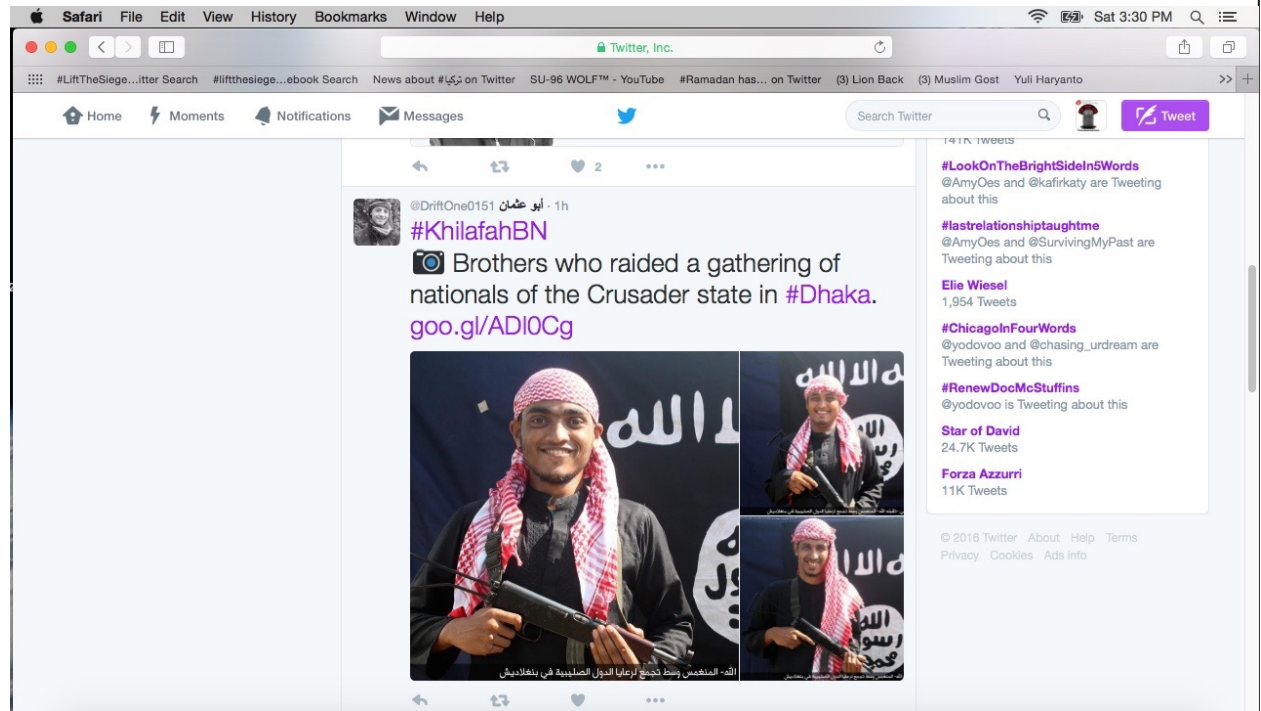 Safari File Edit View History Bookmarks Window Help
Sat 3:30 PM
Twitter, Inc.
#LiftTheSiege...itter Search #liftthesiege...ebook Search News about #تركيا on Twitter SU-96 WOLF™ - YouTube #Ramadan has... on Twitter (3) Lion Back (3) Muslim Gost Yuli Haryanto >> +
Home Moments Notifications Messages
Search Twitter
Tweet
2
@DriftOne0151 أبو عثمان · 1h
#KhilafahBN
Brothers who raided a gathering of
nationals of the Crusader state in #Dhaka.
goo.gl/ADI0Cg
الله- المنغمس وسط تجمع لرعايا الدول الصليبية في بنغلاديش
141K Tweets
#LookOnTheBrightSideIn5Words
@AmyOes and @kafirkaty are Tweeting
about this
#lastrelationshiptaughtme
@AmyOes and @SurvivingMyPast are
Tweeting about this
Elie Wiesel
1,954 Tweets
#ChicagoInFourWords
@yodovoo and @chasing_urdream are
Tweeting about this
#RenewDocMcStuffins
@yodovoo is Tweeting about this
Star of David
24.7K Tweets
Forza Azzurri
11K Tweets
© 2016 Twitter About Help Terms
Privacy Cookies Ads info